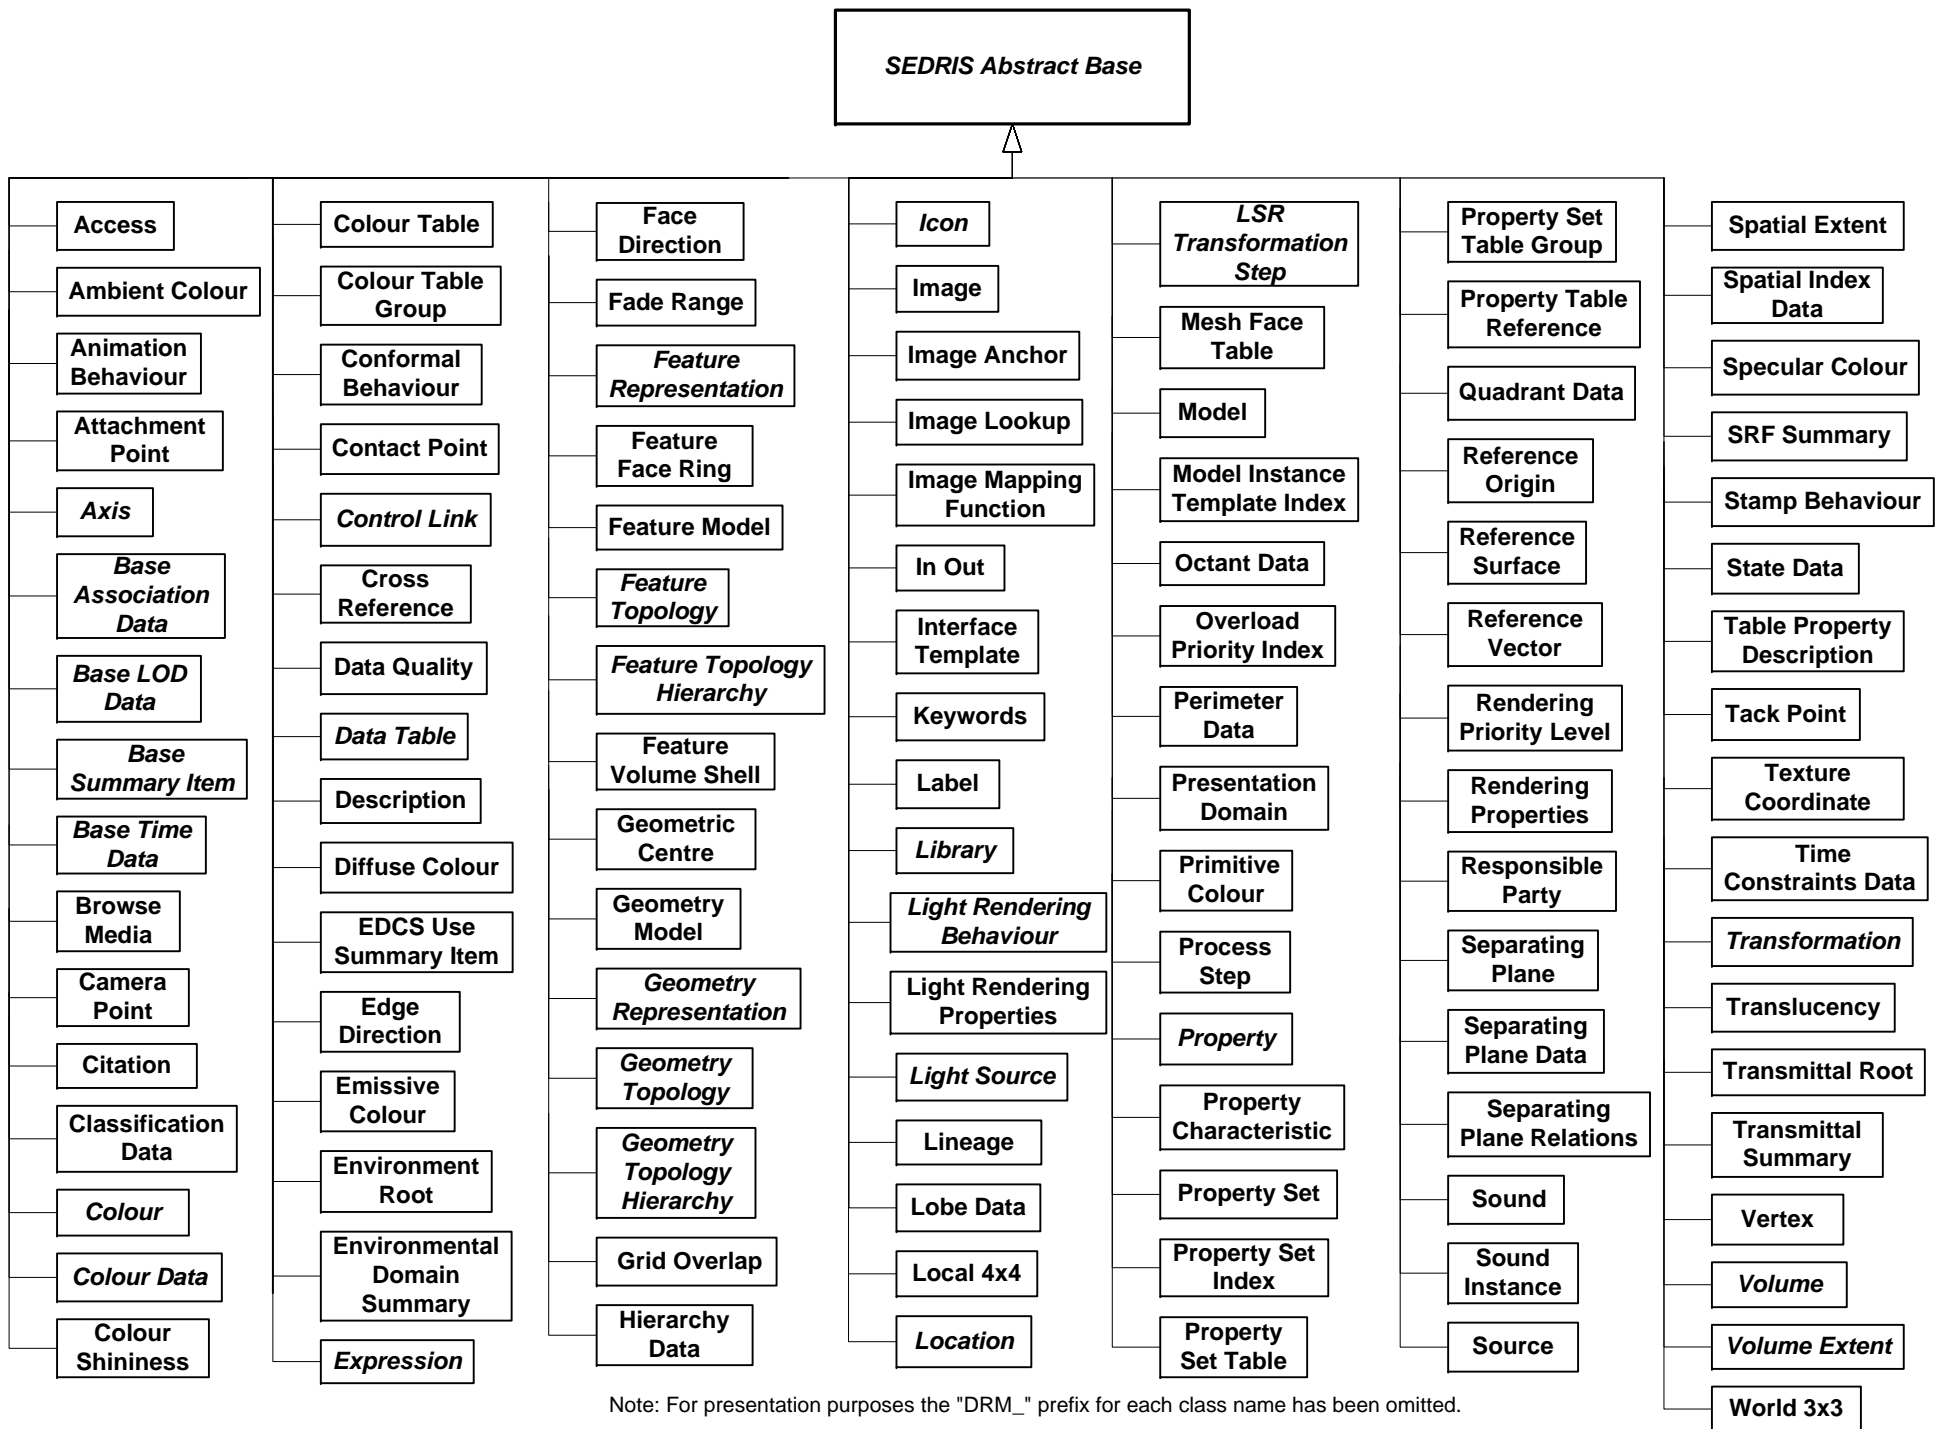 SEDRIS Abstract Base
Access
Ambient Colour
Animation
Behaviour
Attachment
Point
Axis
Base
Association
Data
Base LOD
Data
Base
Summary Item
Base Time
Data
Browse
Media
Camera
Point
Citation
Classification
Data
Colour
Colour Data
Colour
Shininess
Colour Table
Colour Table
Group
Conformal
Behaviour
Contact Point
Control Link
Cross
Reference
Data Quality
Data Table
Description
Diffuse Colour
EDCS Use
Summary Item
Edge
Direction
Emissive
Colour
Environment
Root
Environmental
Domain
Summary
Expression
Face
Direction
Fade Range
Feature
Representation
Feature
Face Ring
Feature Model
Feature
Topology
Feature Topology
Hierarchy
Feature
Volume Shell
Geometric
Centre
Geometry
Model
Geometry
Representation
Geometry
Topology
Geometry
Topology
Hierarchy
Grid Overlap
Hierarchy
Data
Icon
Image
Image Anchor
Image Lookup
Image Mapping
Function
In Out
Interface
Template
Keywords
Label
Library
Light Rendering
Behaviour
Light Rendering
Properties
Light Source
Lineage
Lobe Data
Local 4x4
Location
LSR
Transformation
Step
Mesh Face
Table
Model
Model Instance
Template Index
Octant Data
Overload
Priority Index
Perimeter
Data
Presentation
Domain
Primitive
Colour
Process
Step
Property
Property
Characteristic
Property Set
Property Set
Index
Property
Set Table
Property Set
Table Group
Property Table
Reference
Quadrant Data
Reference
Origin
Reference
Surface
Reference
Vector
Rendering
Priority Level
Rendering
Properties
Responsible
Party
Separating
Plane
Separating
Plane Data
Separating
Plane Relations
Sound
Sound
Instance
Source
Spatial Extent
Spatial Index
Data
Specular Colour
SRF Summary
Stamp Behaviour
State Data
Table Property
Description
Tack Point
Texture
Coordinate
Time
Constraints Data
Transformation
Translucency
Transmittal Root
Transmittal
Summary
Vertex
Volume
Volume Extent
World 3x3
Note: For presentation purposes the "DRM_" prefix for each class name has been omitted.